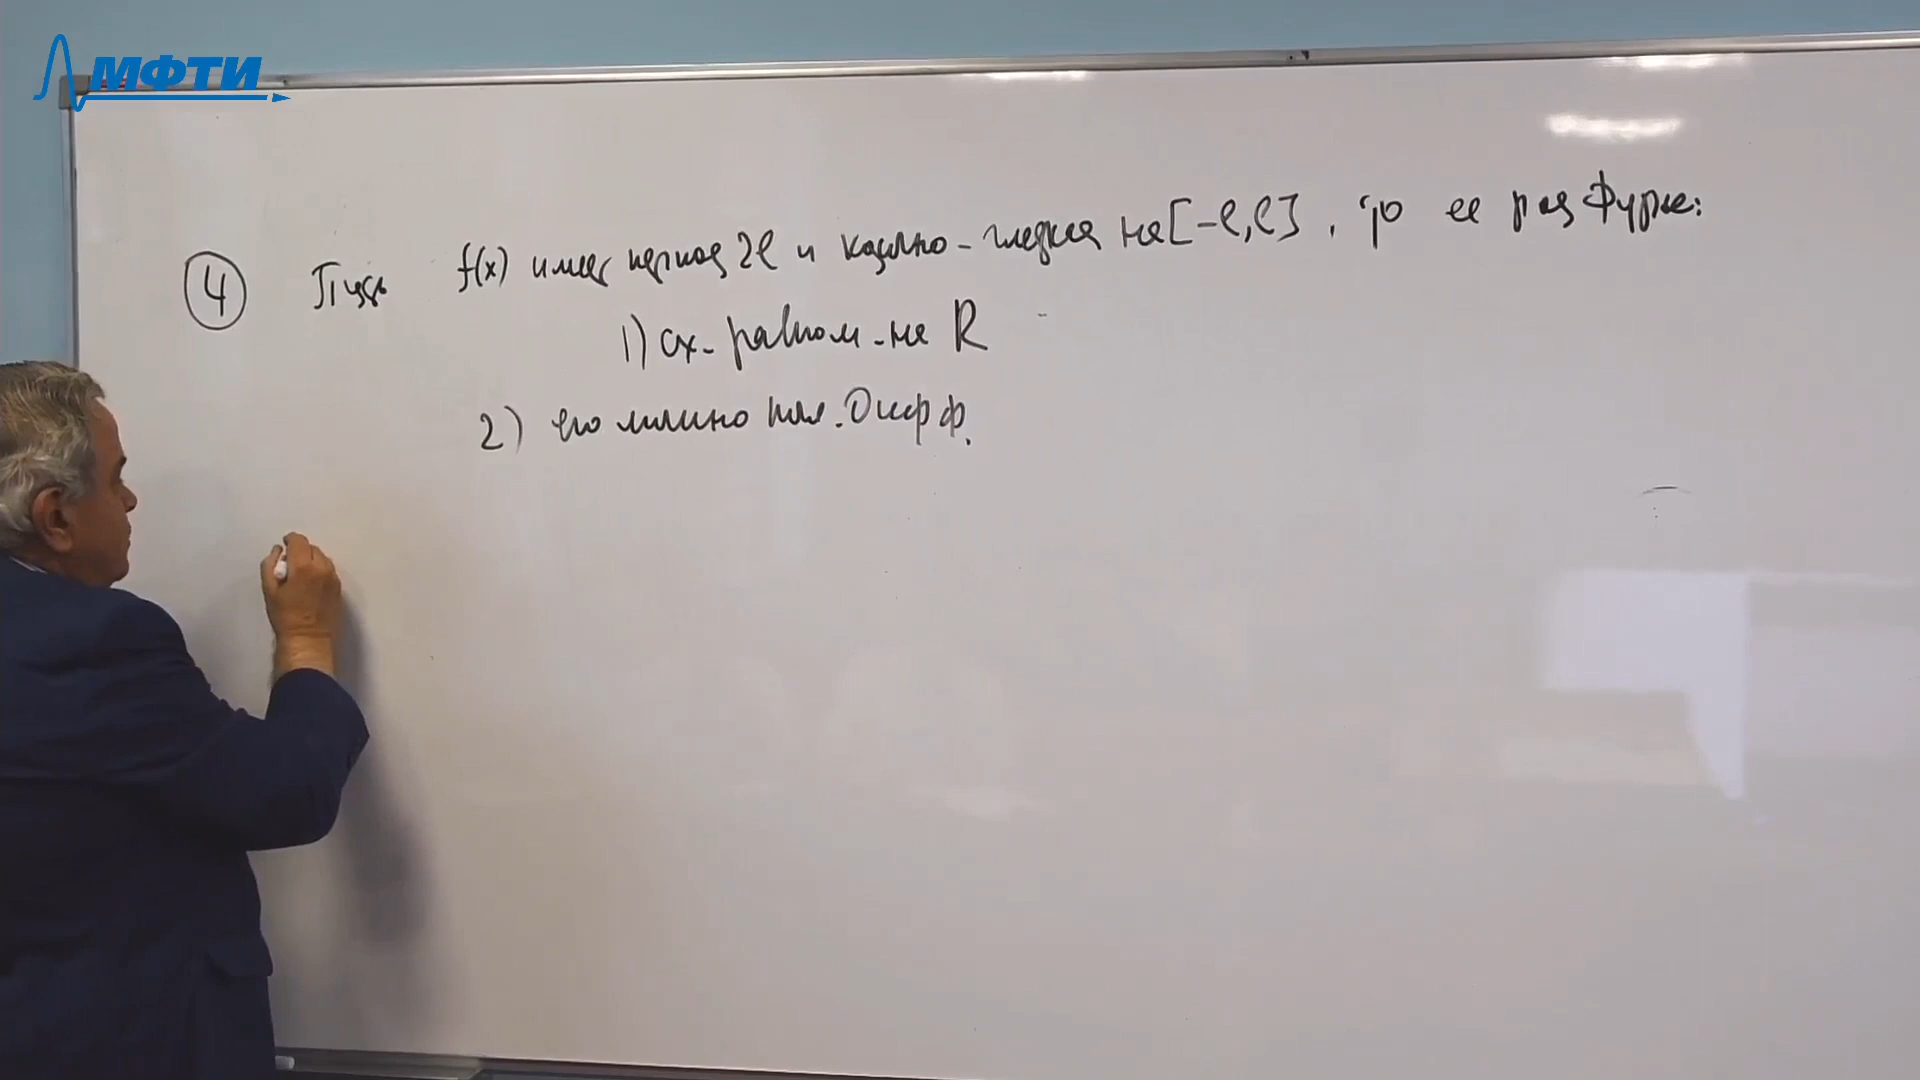 МФТИ
4 Пусть f(x) имеет период 2l и кусочно-гладкая на [-l, l], то ее ряд Фурье:
1) сх. равном. на R
2) его можно поч. дифф.